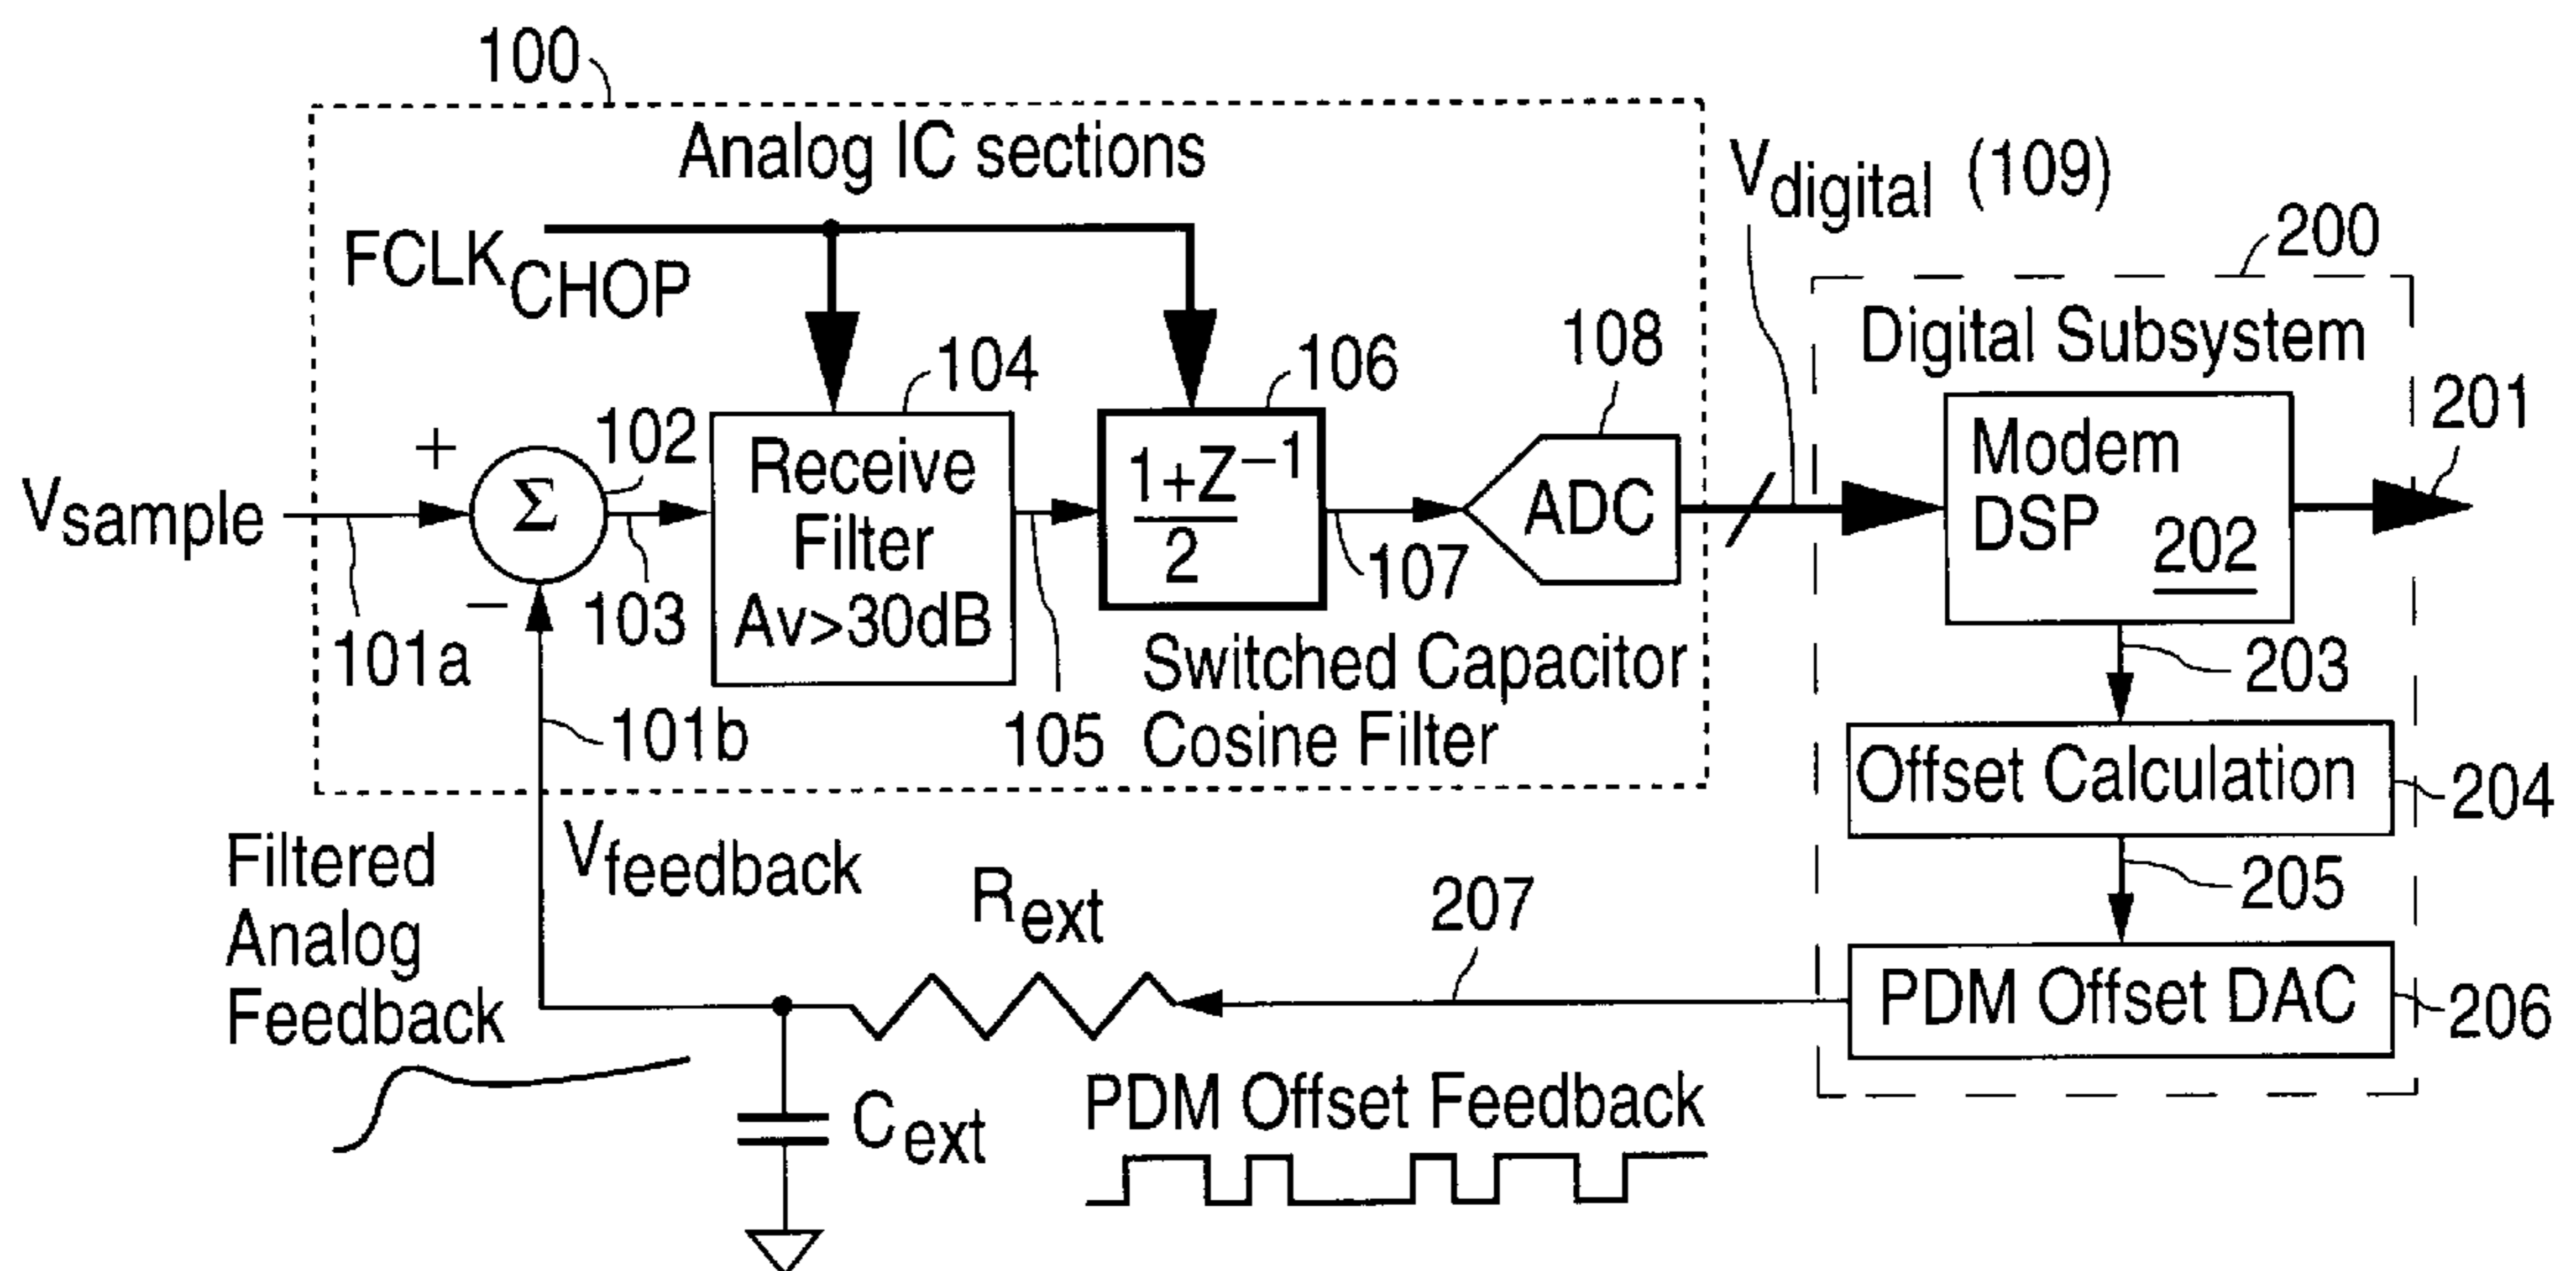 100
Analog IC sections
FCLKCHOP
Vdigital (109)
200
Digital Subsystem
Vsample
+
−
Σ
101a
102
103
101b
104
Receive
Filter
Av>30dB
105
106
1+Z−1
2
107
Switched Capacitor
Cosine Filter
108
ADC
Modem
DSP
202
201
203
Offset Calculation
204
205
PDM Offset DAC
206
207
Vfeedback
Filtered
Analog
Feedback
Rext
Cext
PDM Offset Feedback